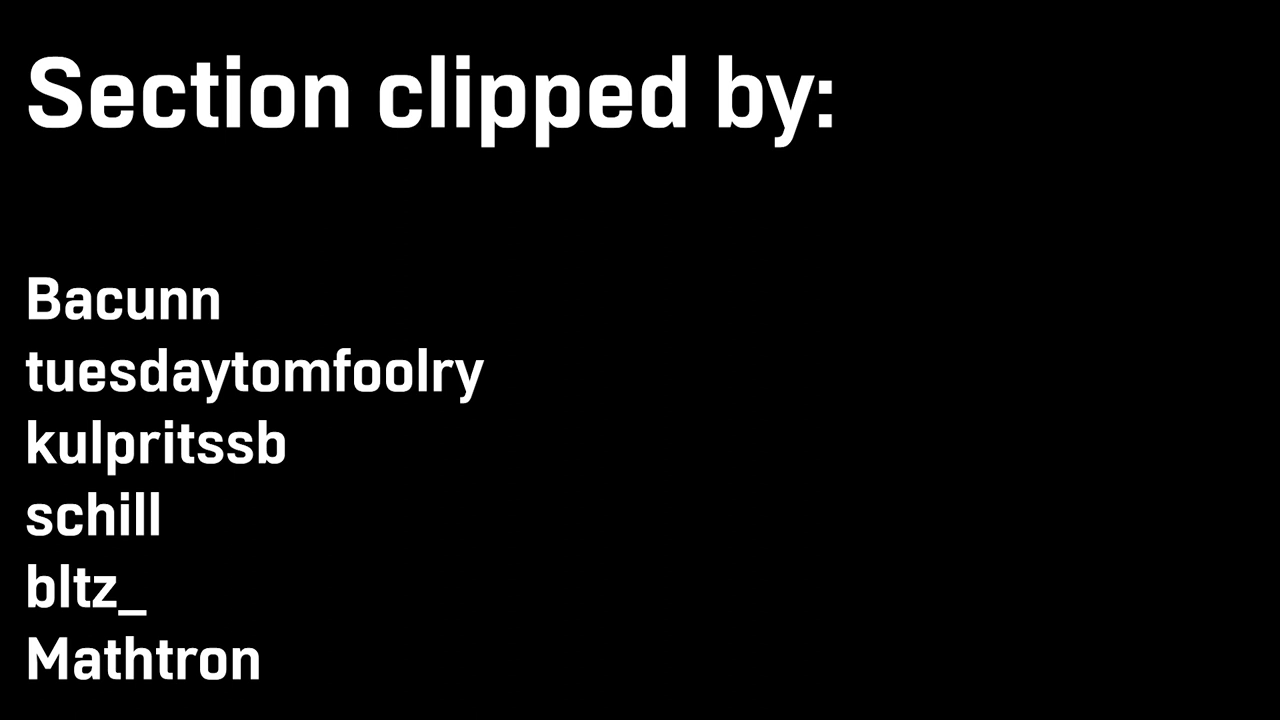 Section clipped by:
Bacunn
tuesdaytomfoolry
kulpritssb
schill
bltz_
Mathtron